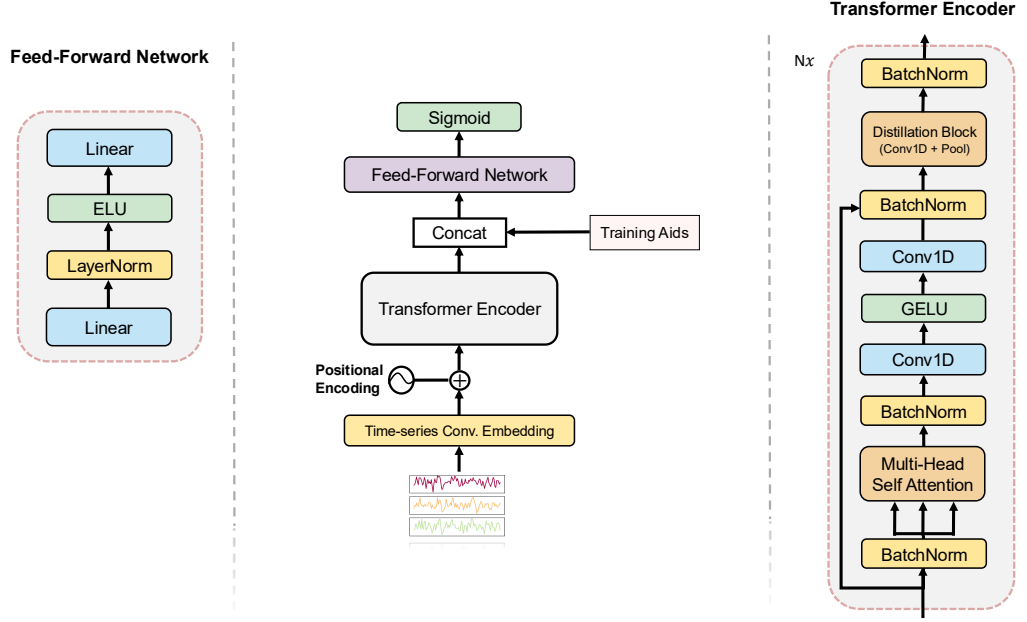 Feed-Forward Network
Linear
ELU
LayerNorm
Linear
Sigmoid
Feed-Forward Network
Concat
Training Aids
Transformer Encoder
Positional
Encoding
Time-series Conv. Embedding
Transformer Encoder
Nx
BatchNorm
Distillation Block
(Conv1D + Pool)
BatchNorm
Conv1D
GELU
Conv1D
BatchNorm
Multi-Head
Self Attention
BatchNorm